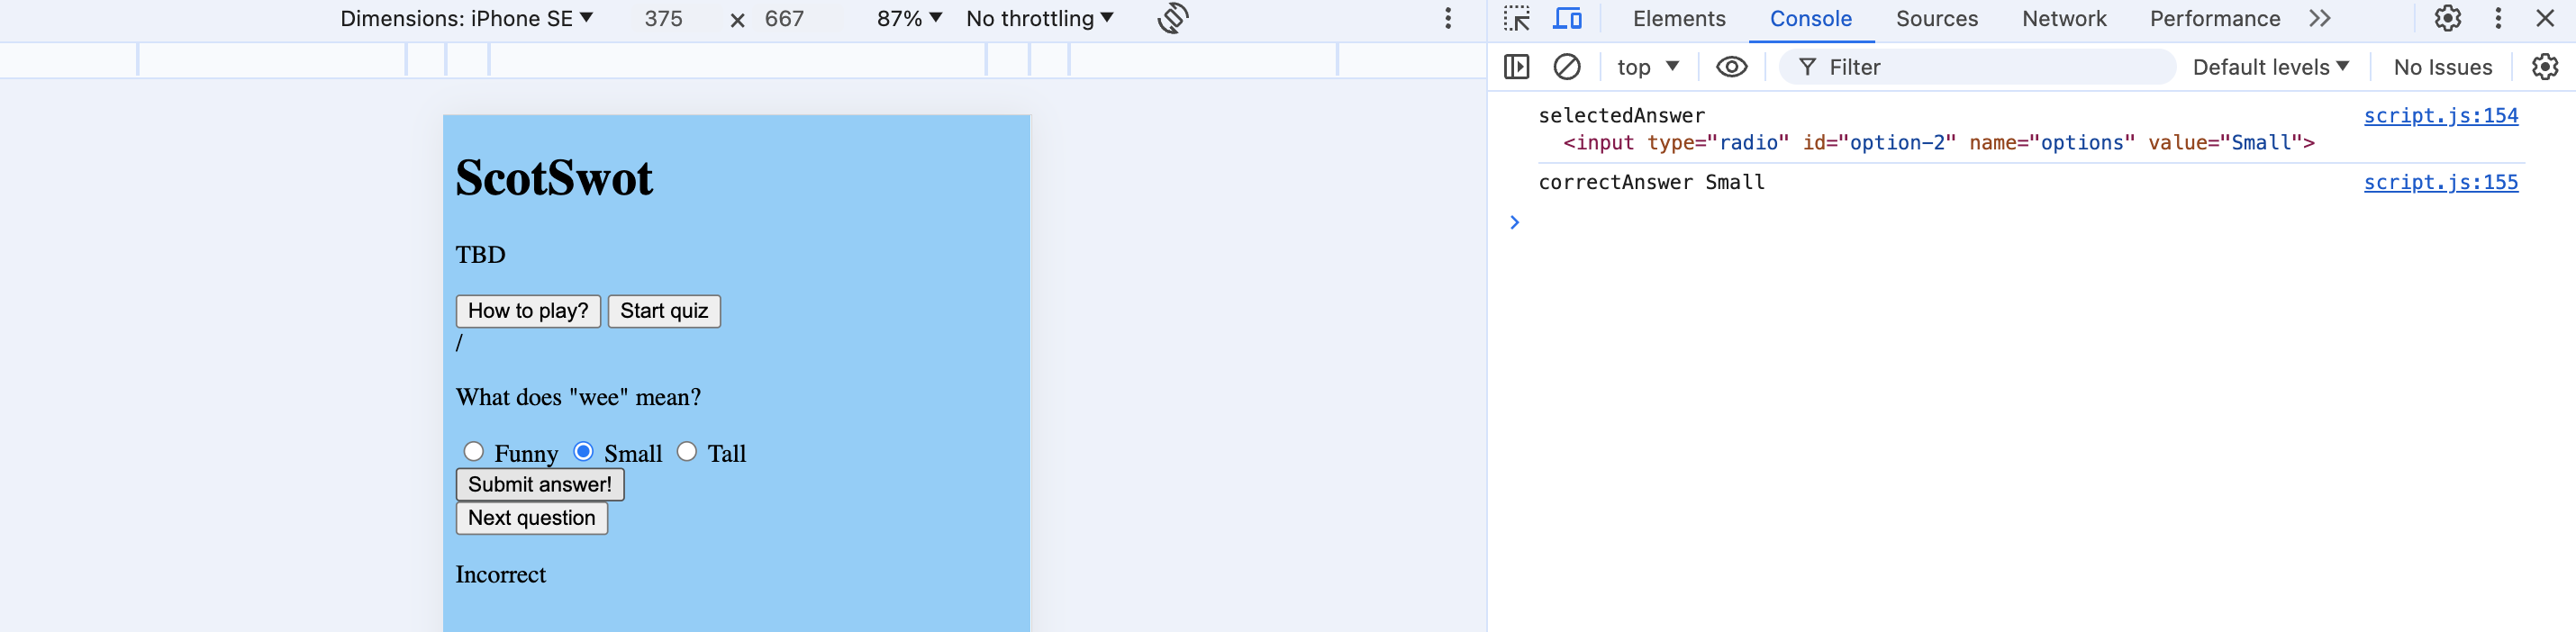 Dimensions: iPhone SE ▼ 375 × 667 87% ▼ No throttling ▼
Elements Console Sources Network Performance
top ▼ Filter Default levels ▼ No Issues
ScotSwot
TBD
How to play? Start quiz
/
What does "wee" mean?
Funny Small Tall
Submit answer!
Next question
Incorrect
selectedAnswer script.js:154
<input type="radio" id="option-2" name="options" value="Small">
correctAnswer Small script.js:155